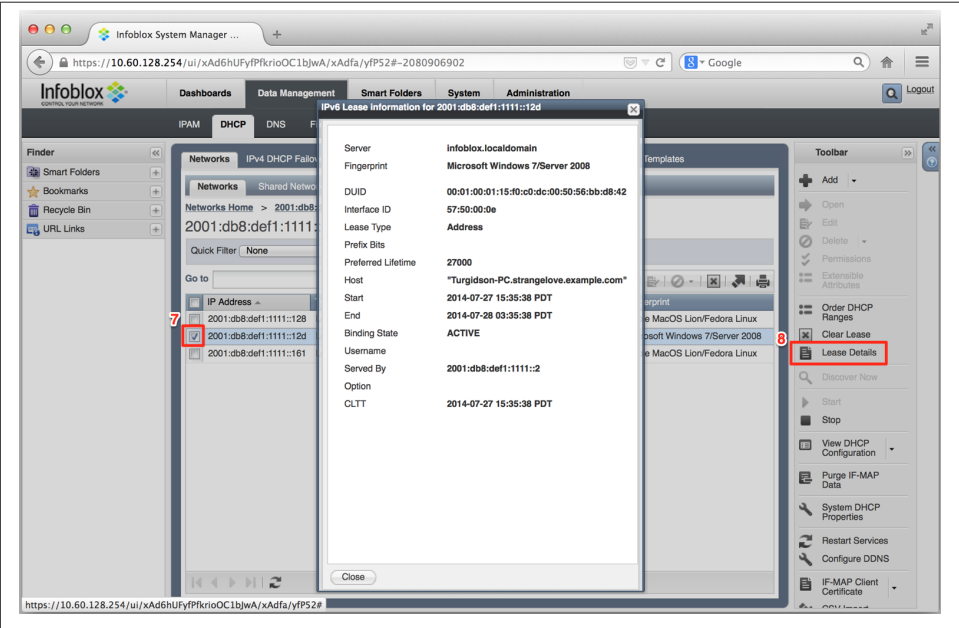 Infoblox System Manager ...
https://10.60.128.254/ui/xAd6hUFyfPfkrioOC1bJwA/xAdfa/yfP52#-2080906902
Google
Infoblox
CONTROL YOUR NETWORK
Dashboards Data Management Smart Folders System Administration
Logout
IPv6 Lease information for 2001:db8:def1:1111::12d
IPAM DHCP DNS F
Finder
Smart Folders
Bookmarks
Recycle Bin
URL Links
Networks IPv4 DHCP Failov
Templates
Networks Shared Netwo
Networks Home > 2001:db8:
2001:db8:def1:1111:
Quick Filter None
Go to
IP Address
erprint
7
2001:db8:def1:1111::128
e MacOS Lion/Fedora Linux
2001:db8:def1:1111::12d
osoft Windows 7/Server 2008
2001:db8:def1:1111::161
e MacOS Lion/Fedora Linux
Server infoblox.localdomain
Fingerprint Microsoft Windows 7/Server 2008
DUID 00:01:00:01:15:f0:c0:dc:00:50:56:bb:d8:42
Interface ID 57:50:00:0e
Lease Type Address
Prefix Bits
Preferred Lifetime 27000
Host "Turgidson-PC.strangelove.example.com"
Start 2014-07-27 15:35:38 PDT
End 2014-07-28 03:35:38 PDT
Binding State ACTIVE
Username
Served By 2001:db8:def1:1111::2
Option
CLTT 2014-07-27 15:35:38 PDT
Close
Toolbar
Add
Open
Edit
Delete
Permissions
Extensible
Attributes
Order DHCP
Ranges
Clear Lease
8
Lease Details
Discover Now
Start
Stop
View DHCP
Configuration
Purge IF-MAP
Data
System DHCP
Properties
Restart Services
Configure DDNS
IF-MAP Client
Certificate
https://10.60.128.254/ui/xAd6hUFyfPfkrioOC1bJwA/xAdfa/yfP52#